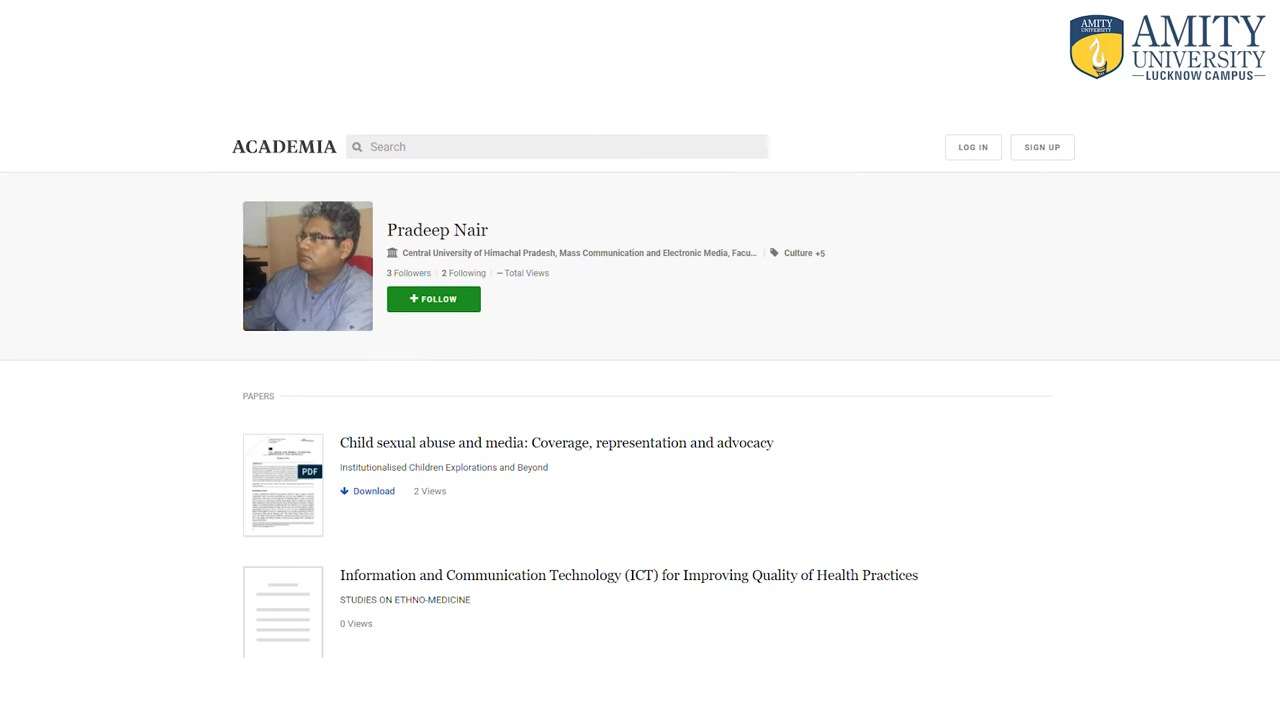 AMITY
UNIVERSITY
AMITY
UNIVERSITY
—LUCKNOW CAMPUS—
ACADEMIA
Search
LOG IN
SIGN UP
Pradeep Nair
Central University of Himachal Pradesh, Mass Communication and Electronic Media, Facu... | Culture +5
3 Followers | 2 Following | — Total Views
+ FOLLOW
PAPERS
Child sexual abuse and media: Coverage, representation and advocacy
Institutionalised Children Explorations and Beyond
PDF
Download 2 Views
Information and Communication Technology (ICT) for Improving Quality of Health Practices
STUDIES ON ETHNO-MEDICINE
0 Views